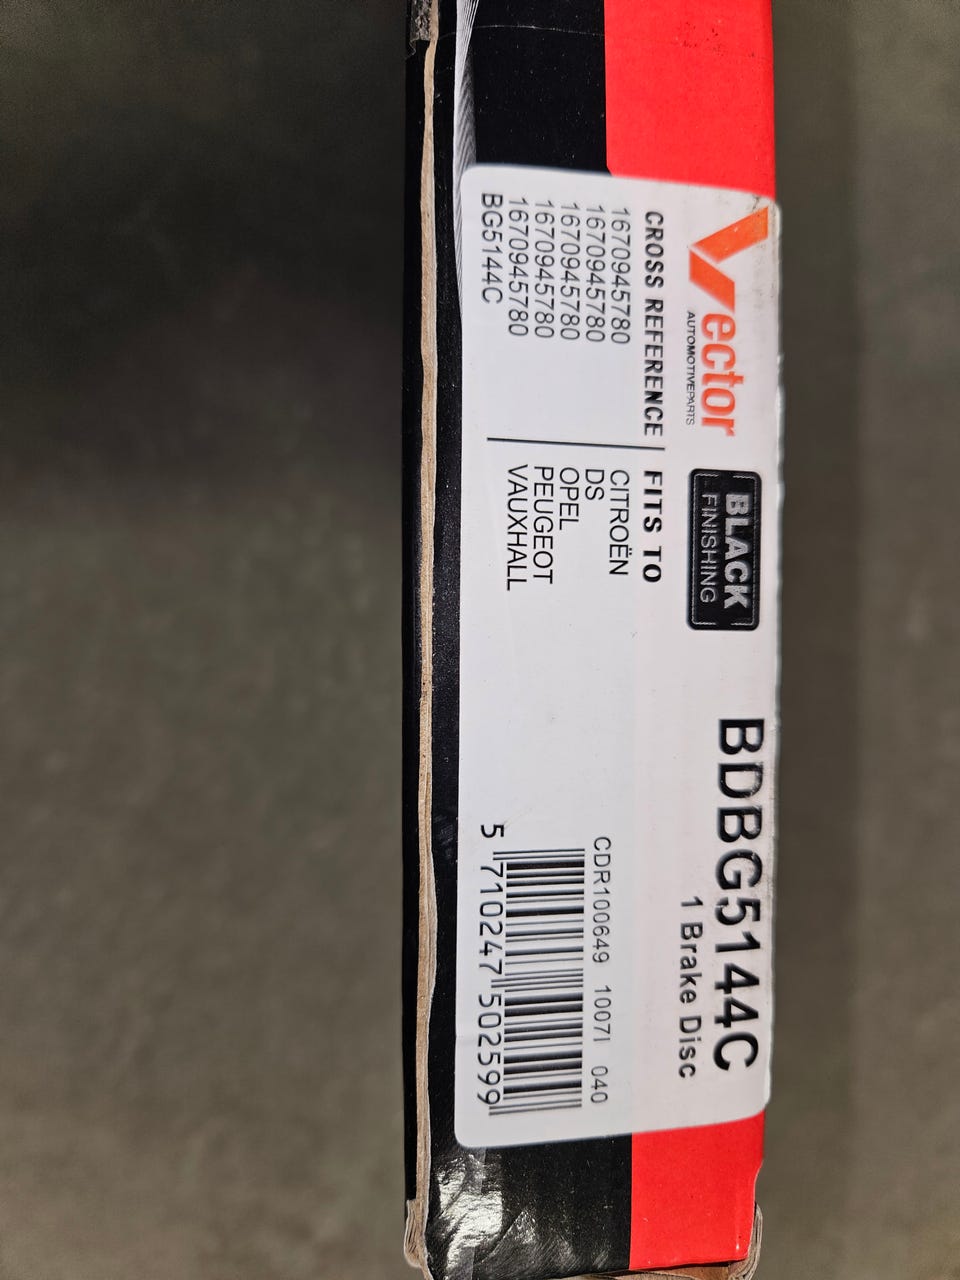 Vector
AUTOMOTIVEPARTS
BLACK
FINISHING
BDBG5144C
1 Brake Disc
CROSS REFERENCE
FITS TO
1670945780
CITROËN
1670945780
DS
1670945780
OPEL
1670945780
PEUGEOT
1670945780
VAUXHALL
BG5144C
CDR100649 1007I 040
5 710247 502599